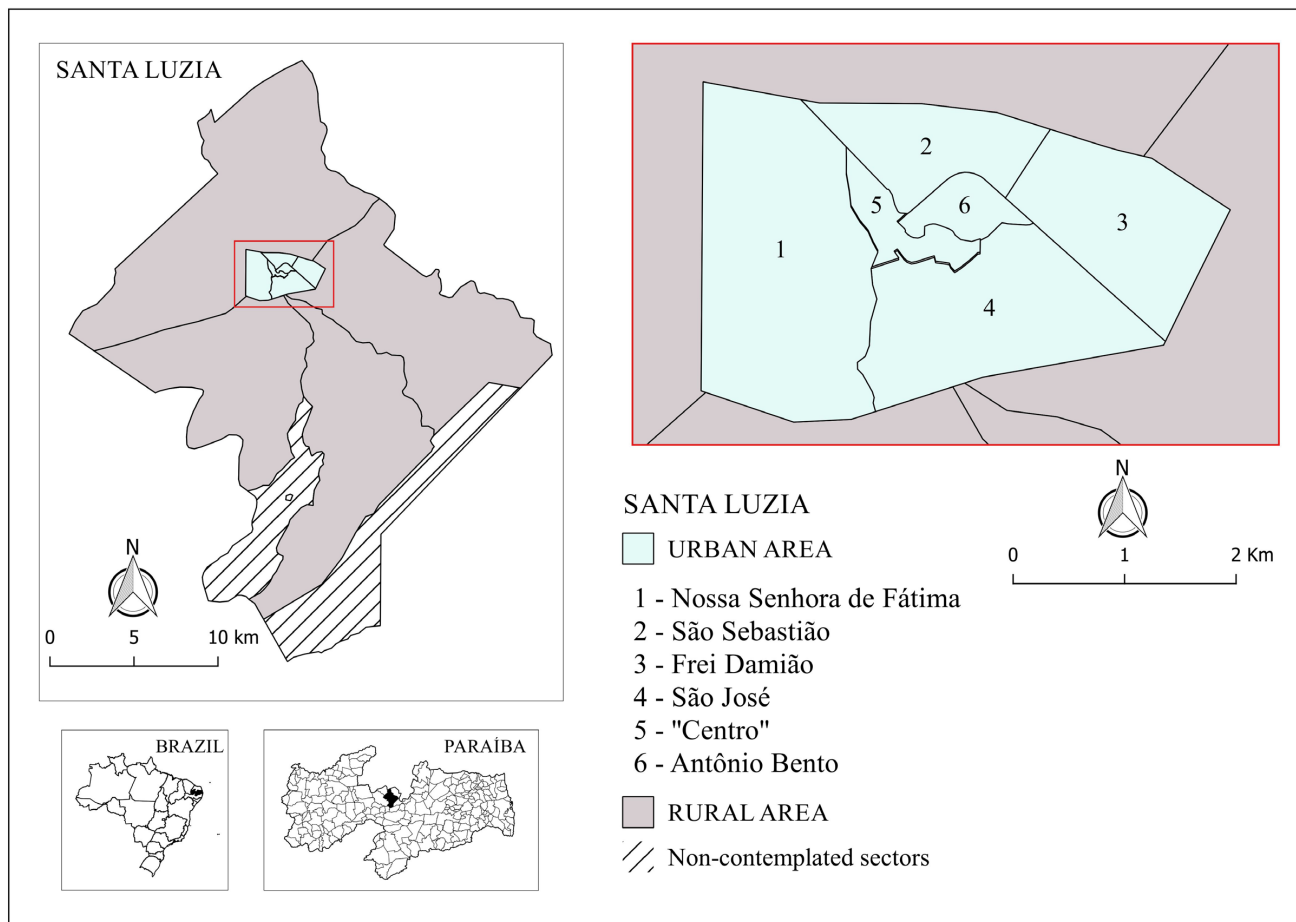 SANTA LUZIA
N
0 5 10 km
BRAZIL
PARAÍBA
1
2
3
4
5
6
N
0 1 2 Km
SANTA LUZIA
URBAN AREA
1 - Nossa Senhora de Fátima
2 - São Sebastião
3 - Frei Damião
4 - São José
5 - "Centro"
6 - Antônio Bento
RURAL AREA
Non-contemplated sectors